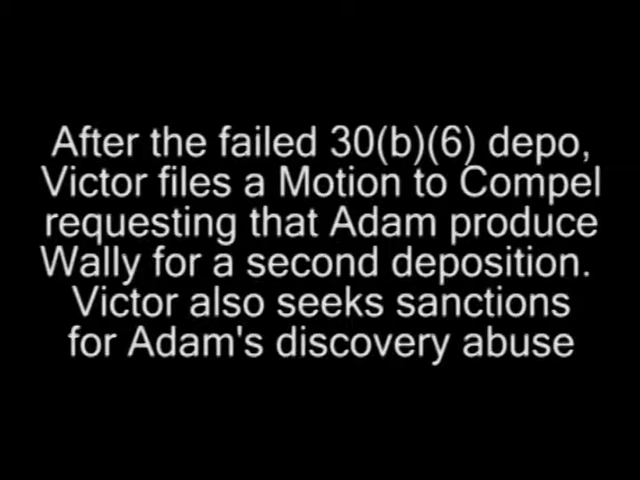 After the failed 30(b)(6) depo,
Victor files a Motion to Compel
requesting that Adam produce
Wally for a second deposition.
Victor also seeks sanctions
for Adam's discovery abuse